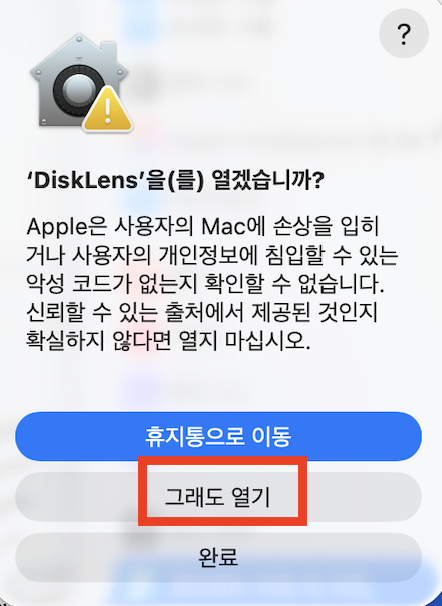 ?
'DiskLens'을(를) 열겠습니까?
Apple은 사용자의 Mac에 손상을 입히
거나 사용자의 개인정보에 침입할 수 있는
악성 코드가 없는지 확인할 수 없습니다.
신뢰할 수 있는 출처에서 제공된 것인지
확실하지 않다면 열지 마십시오.
휴지통으로 이동
그래도 열기
완료